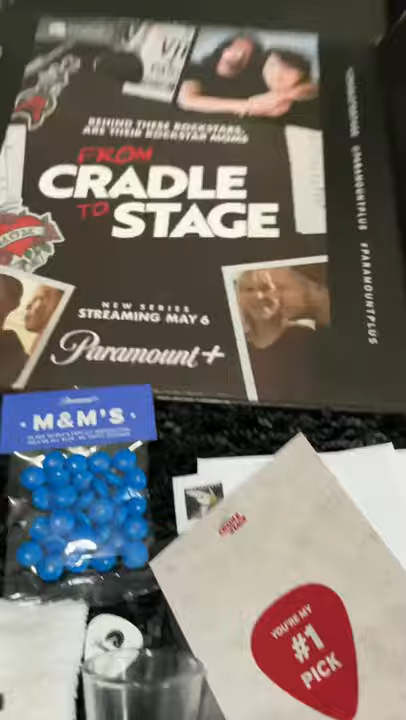 BEHIND THESE ROCKSTARS,
ARE THEIR ROCKSTAR MOMS
FROM
CRADLE
TO STAGE
NEW SERIES
STREAMING MAY 6
Paramount+
@PARAMOUNTPLUS #PARAMOUNTPLUS
MOM
M&M'S
YOU'RE MY
#1
PICK